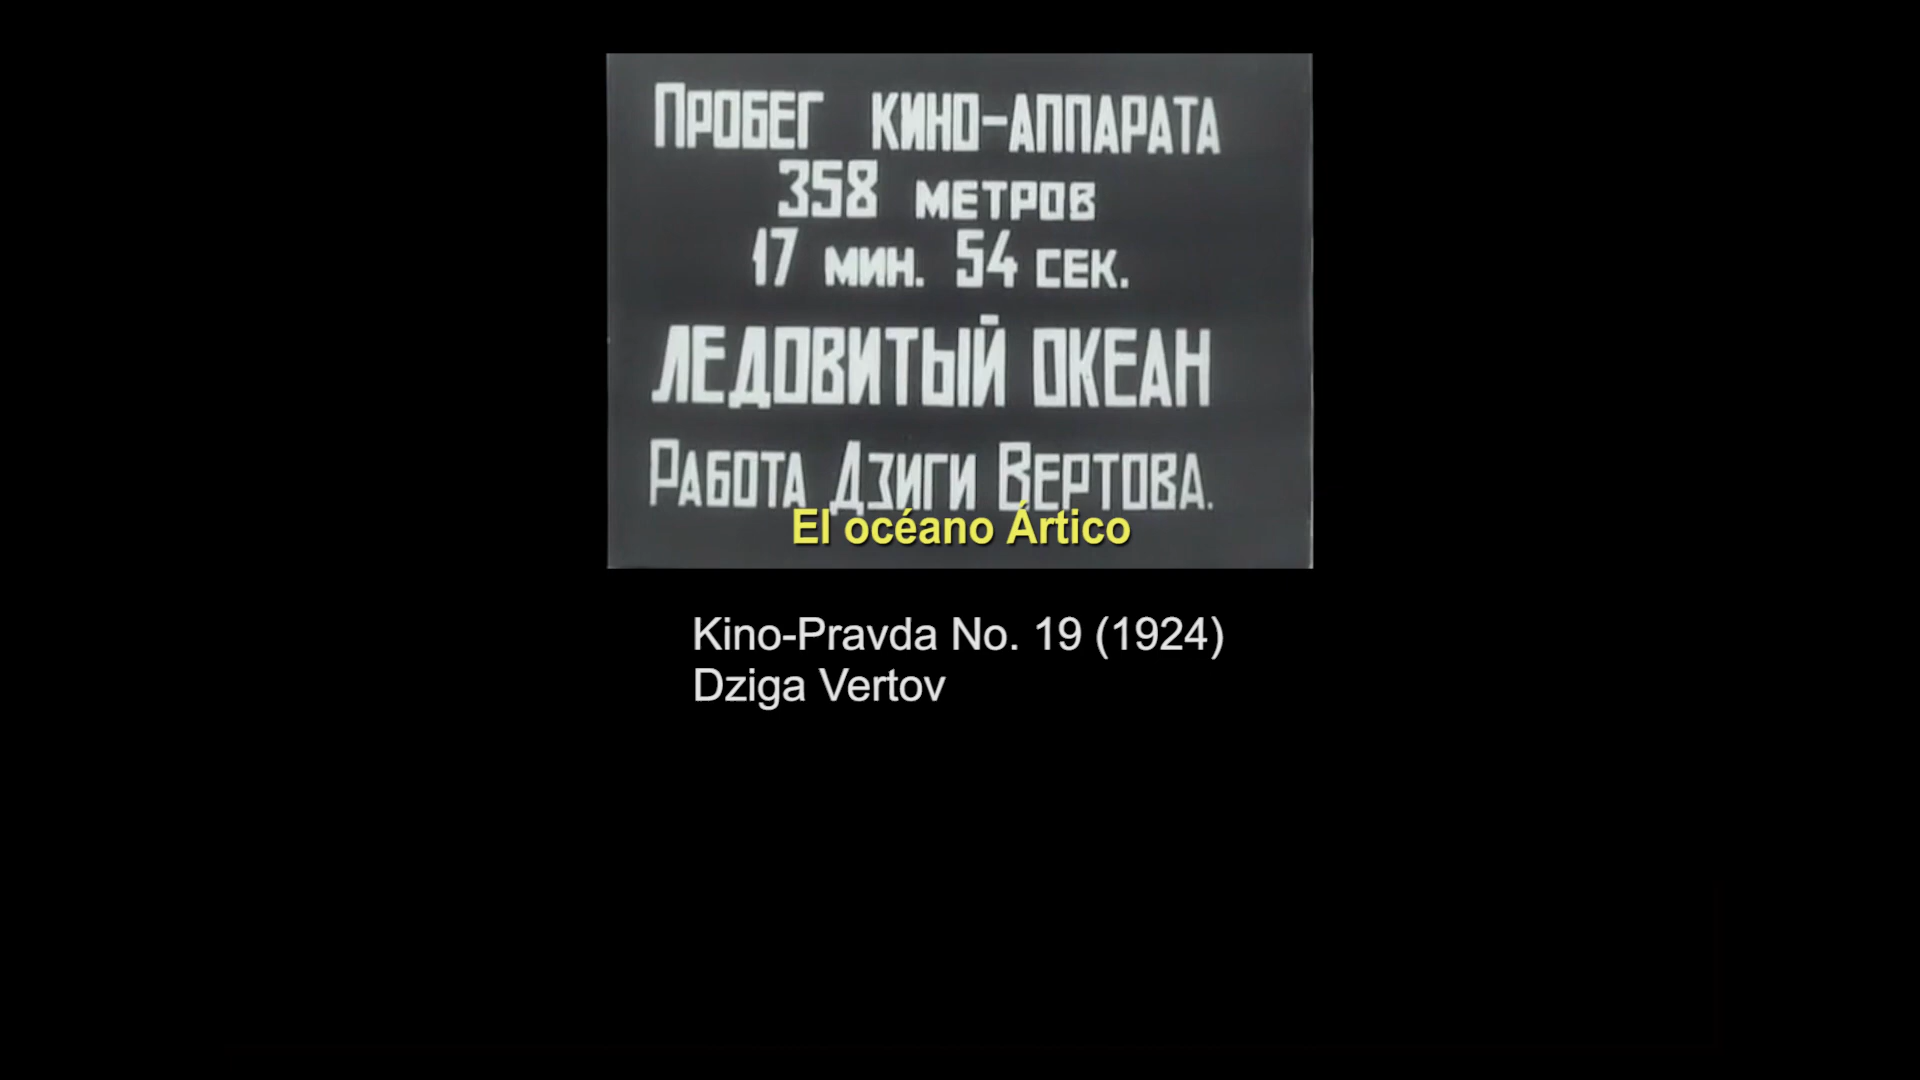 ПРОБЕГ КИНО-АППАРАТА
358 МЕТРОВ
17 МИН. 54 СЕК.
ЛЕДОВИТЫЙ ОКЕАН
РАБОТА ДЗИГИ ВЕРТОВА.
El océano Ártico
Kino-Pravda No. 19 (1924)
Dziga Vertov